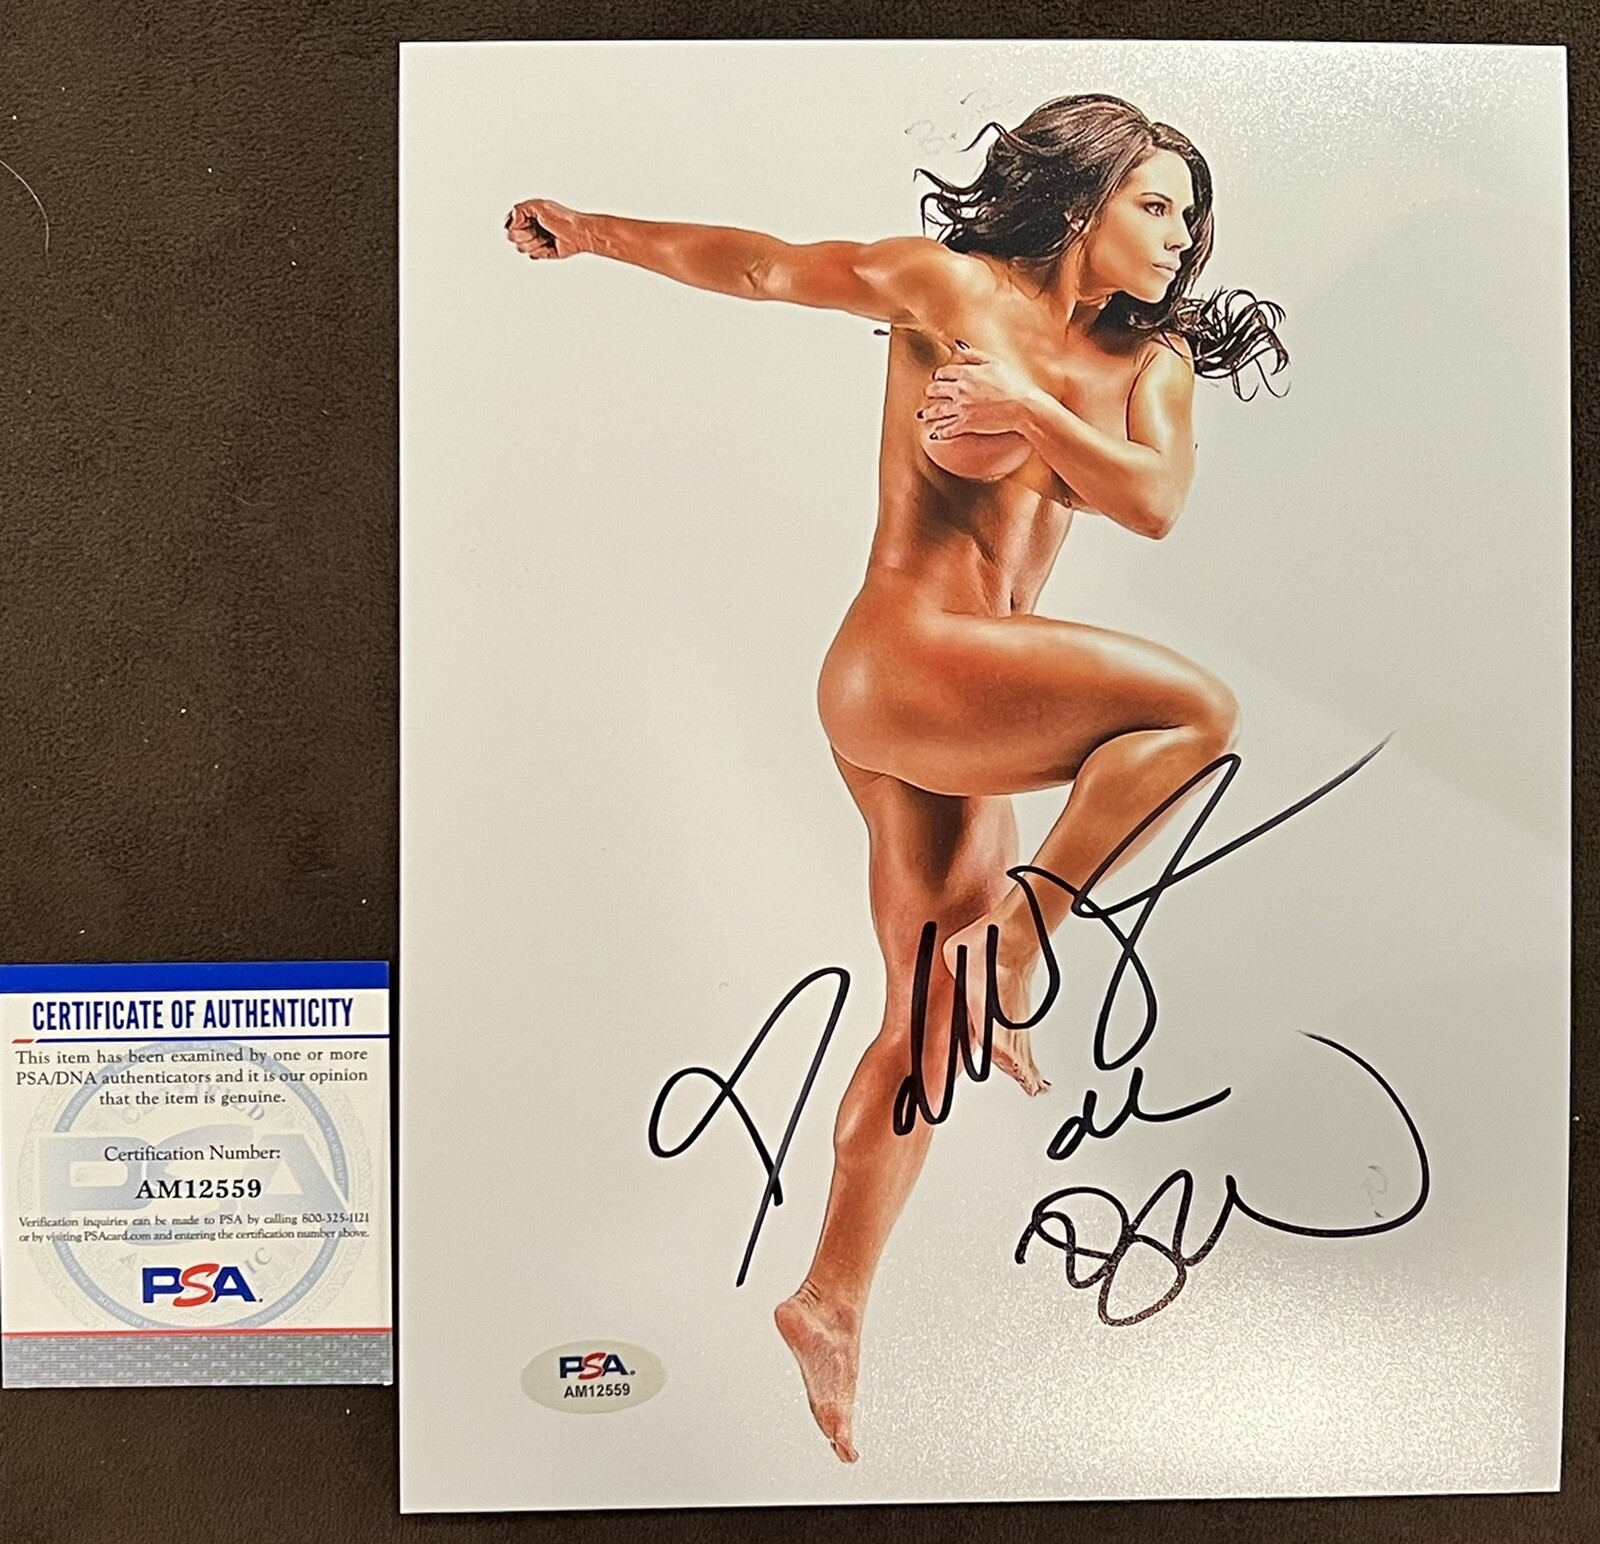 CERTIFICATE OF AUTHENTICITY
This item has been examined by one or more
PSA/DNA authenticators and it is our opinion
that the item is genuine.
Certification Number:
AM12559
Verification inquiries can be made to PSA by calling 800-325-1121
or by visiting PSAcard.com and entering the certification number above.
PSA
PSA
AM12559